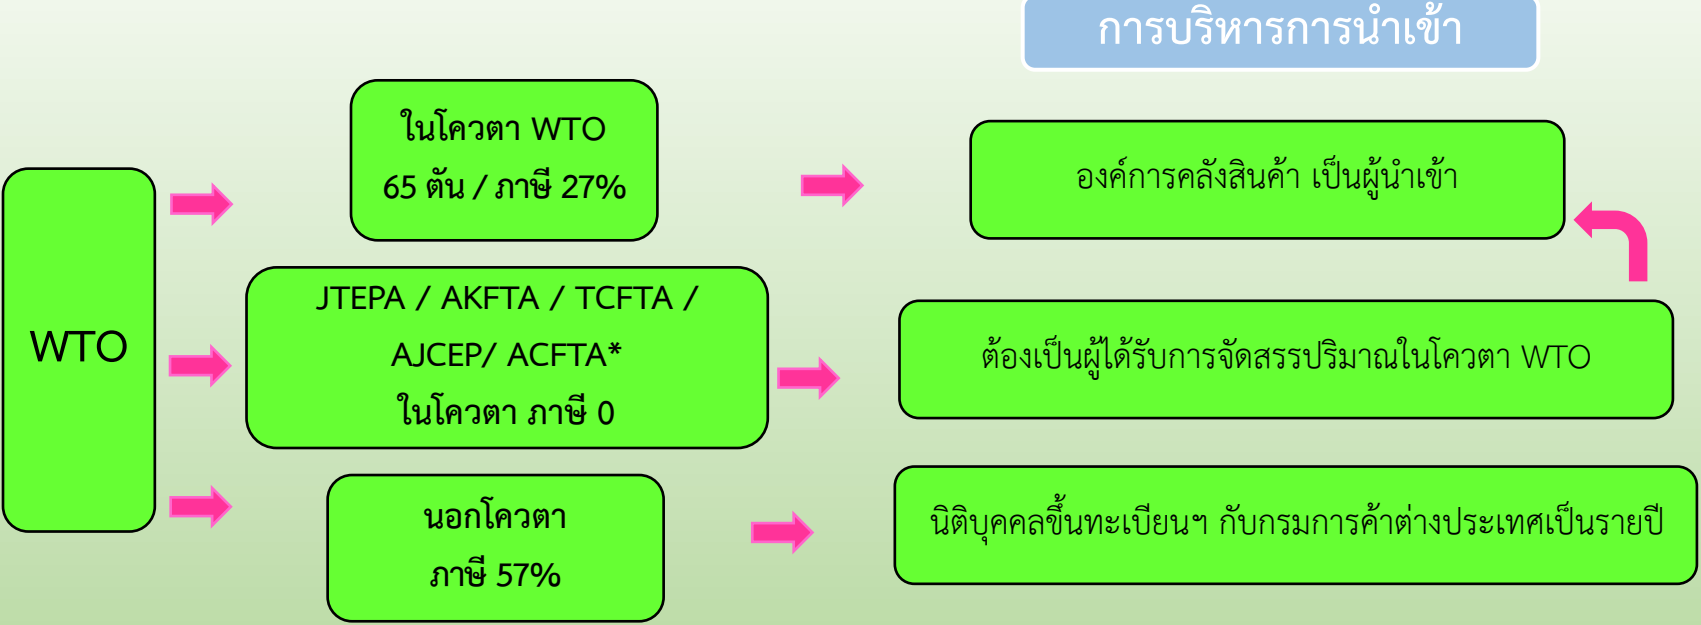 การบริหารการนำเข้า
WTO
ในโควตา WTO
65 ตัน / ภาษี 27%
องค์การคลังสินค้า เป็นผู้นำเข้า
JTEPA / AKFTA / TCFTA /
AJCEP/ ACFTA*
ในโควตา ภาษี 0
ต้องเป็นผู้ได้รับการจัดสรรปริมาณในโควตา WTO
นอกโควตา
ภาษี 57%
นิติบุคคลขึ้นทะเบียนฯ กับกรมการค้าต่างประเทศเป็นรายปี